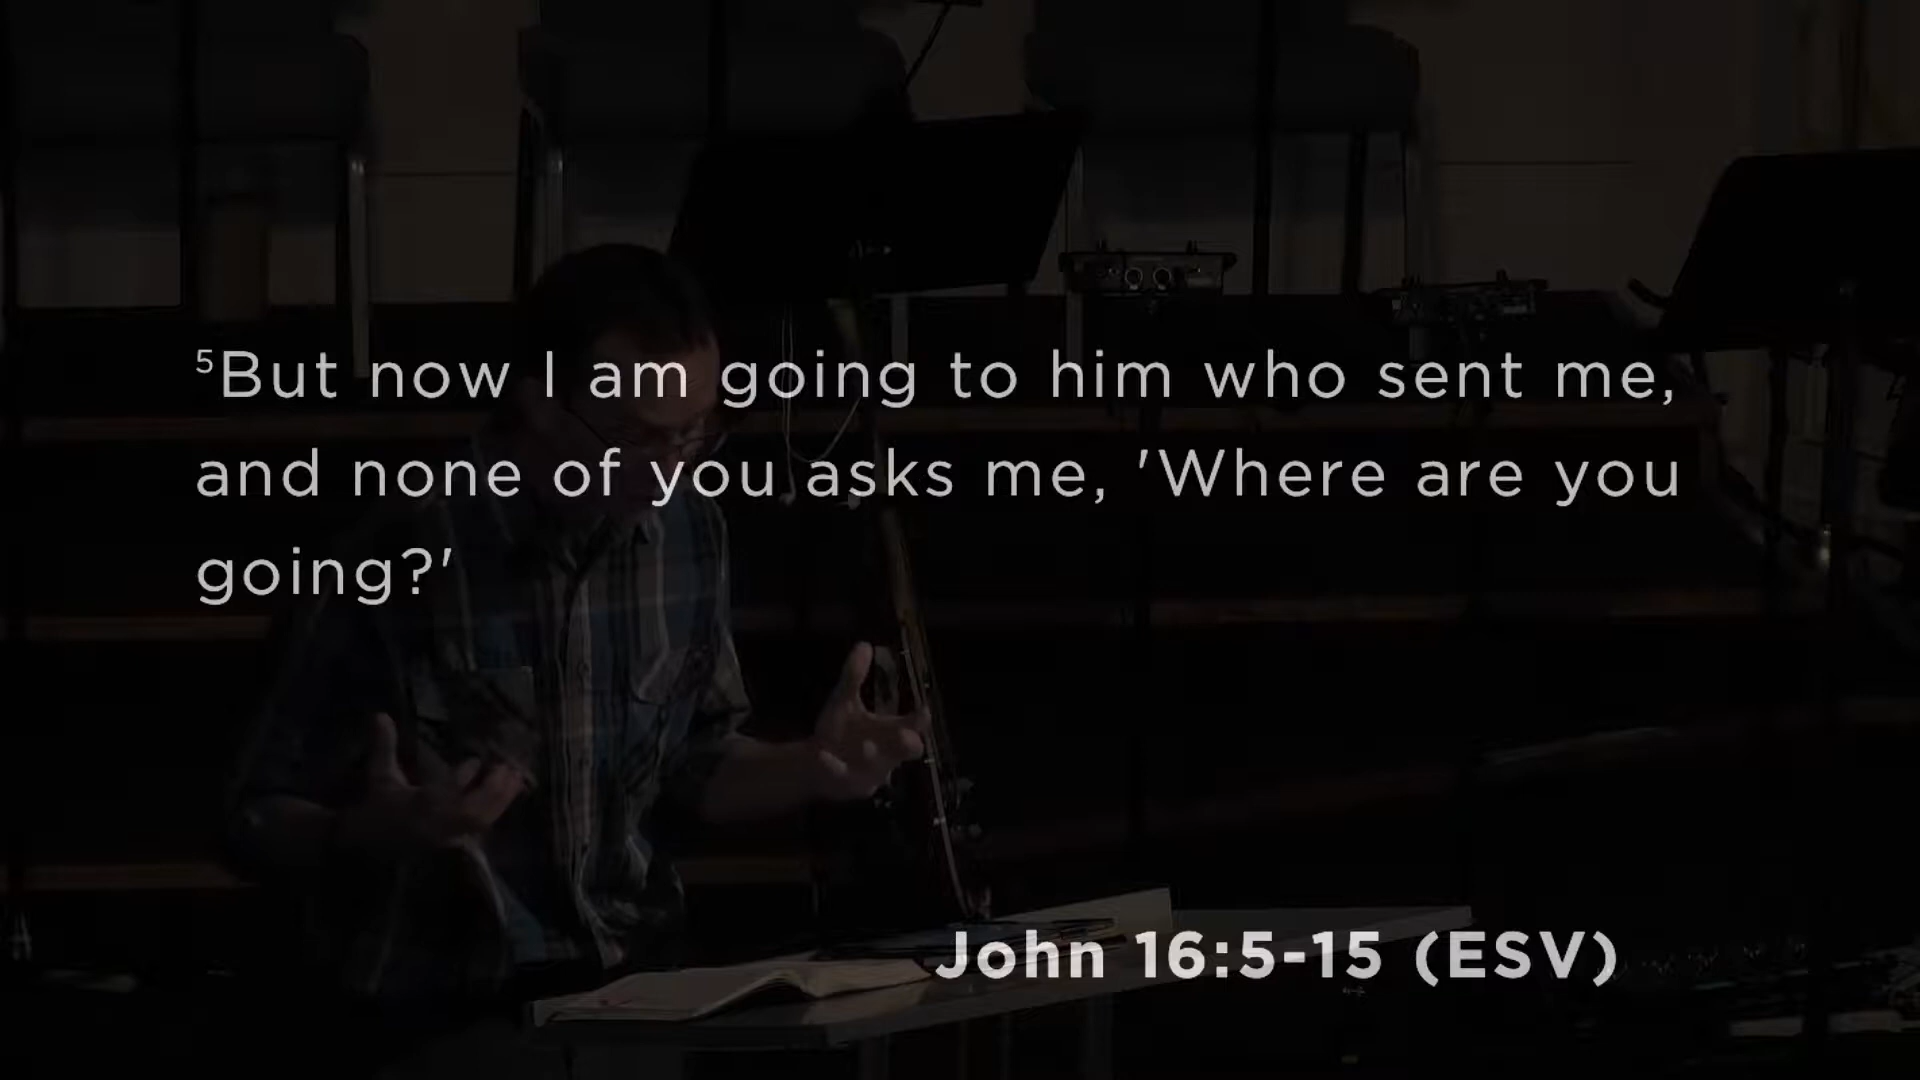 ⁵But now I am going to him who sent me,
and none of you asks me, 'Where are you
going?'
John 16:5-15 (ESV)